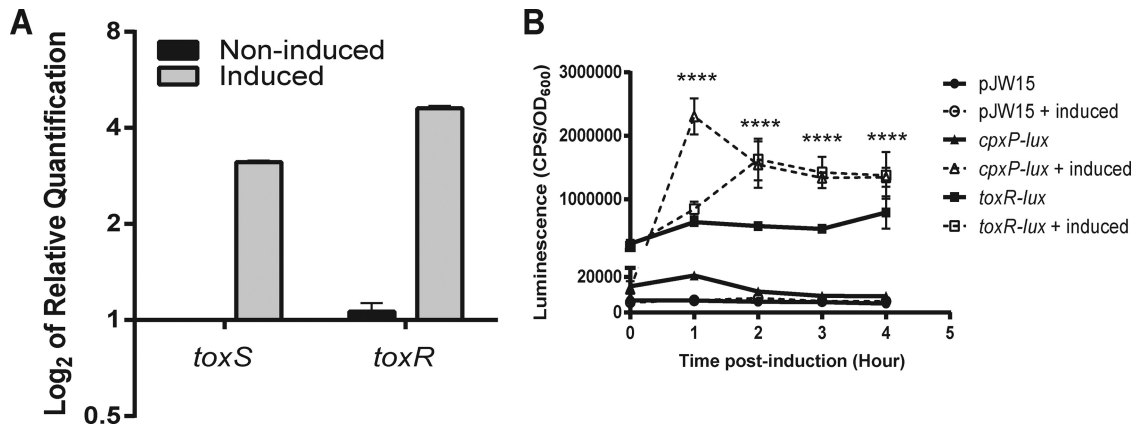 A
Log2 of Relative Quantification
8
4
2
1
0.5
Non-induced
Induced
toxS
toxR
B
Luminescence (CPS/OD600)
3000000
2000000
1000000
20000
0
****
****
****
****
0
1
2
3
4
5
Time post-induction (Hour)
pJW15
pJW15 + induced
cpxP-lux
cpxP-lux + induced
toxR-lux
toxR-lux + induced